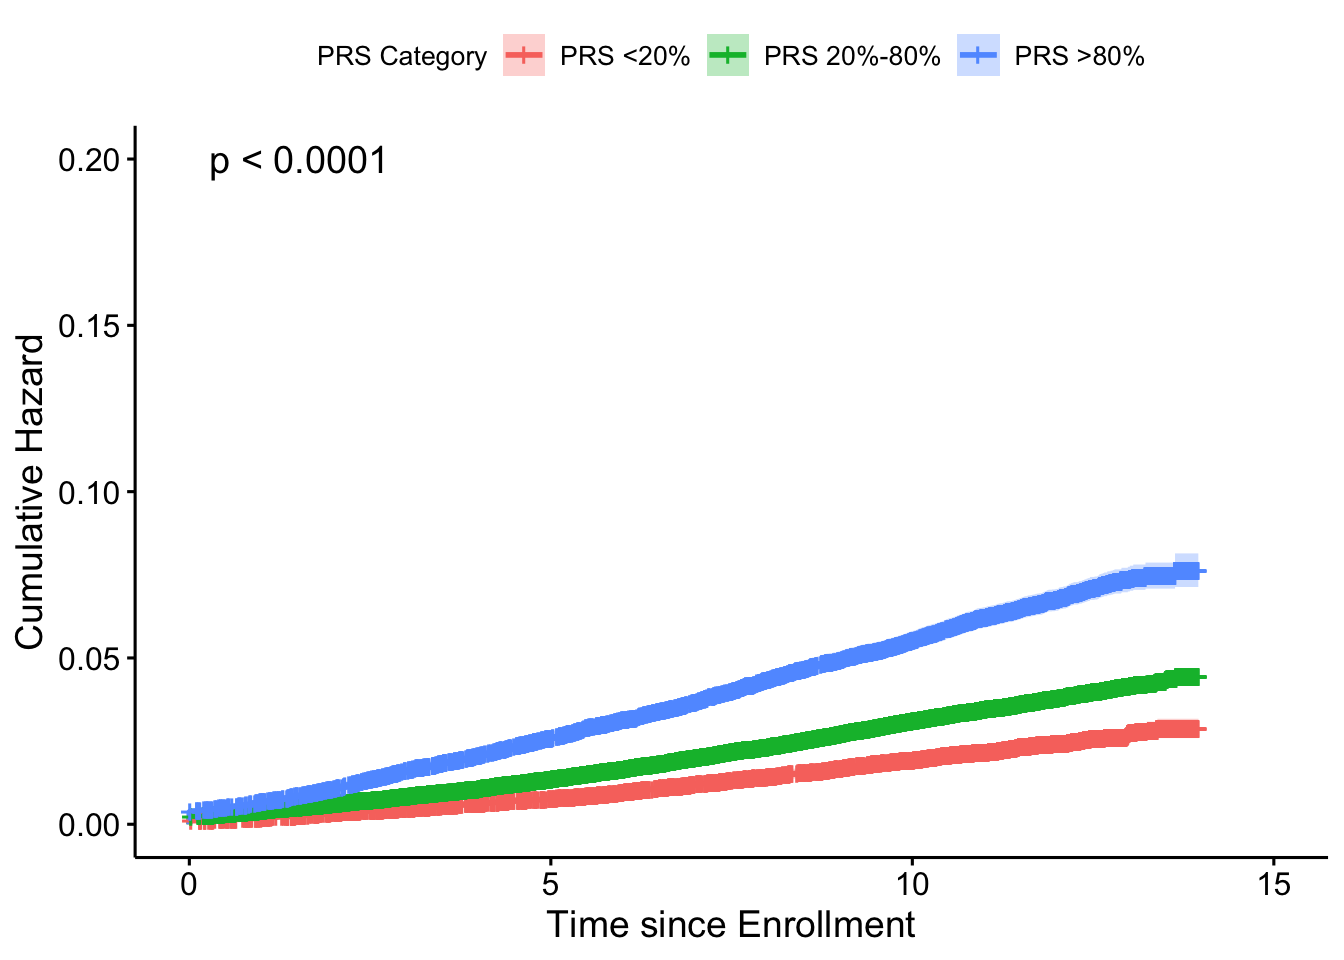 PRS Category PRS <20% PRS 20%-80% PRS >80%
p < 0.0001
0.20
0.15
0.10
0.05
0.00
Cumulative Hazard
0 5 10 15
Time since Enrollment